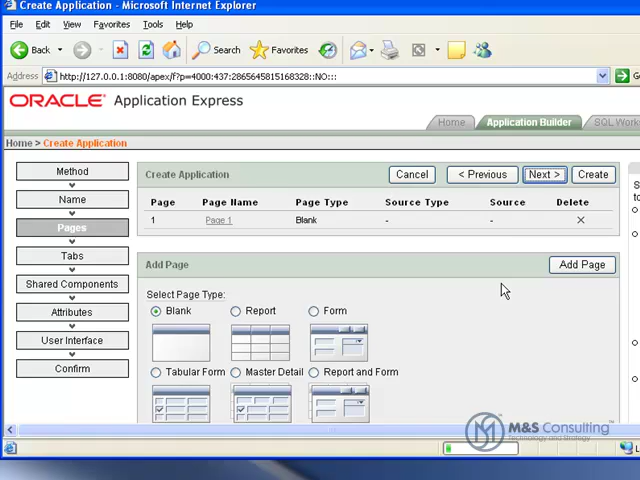 Create Application - Microsoft Internet Explorer
File Edit View Favorites Tools Help
Back Search Favorites
Address http://127.0.0.1:8080/apex/f?p=4000:437:2865645815168328::NO::: G
ORACLE Application Express
Home Application Builder SQL Work
Home > Create Application
Method
Name
Pages
Tabs
Shared Components
Attributes
User Interface
Confirm
Create Application Cancel < Previous Next > Create
Page Page Name Page Type Source Type Source Delete
1 Page 1 Blank - -
Add Page Add Page
Select Page Type:
Blank Report Form
Tabular Form Master Detail Report and Form
M&S Consulting
Technology and Strategy